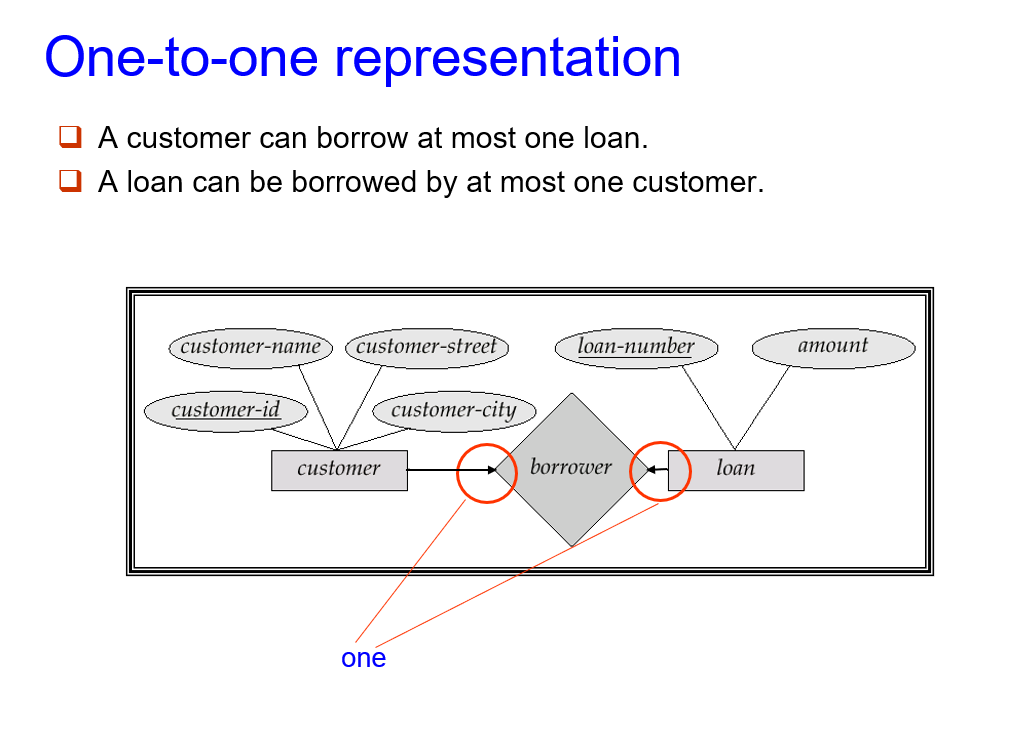 One-to-one representation
A customer can borrow at most one loan.
A loan can be borrowed by at most one customer.
customer-name customer-street loan-number amount
customer-id customer-city
customer borrower loan
one